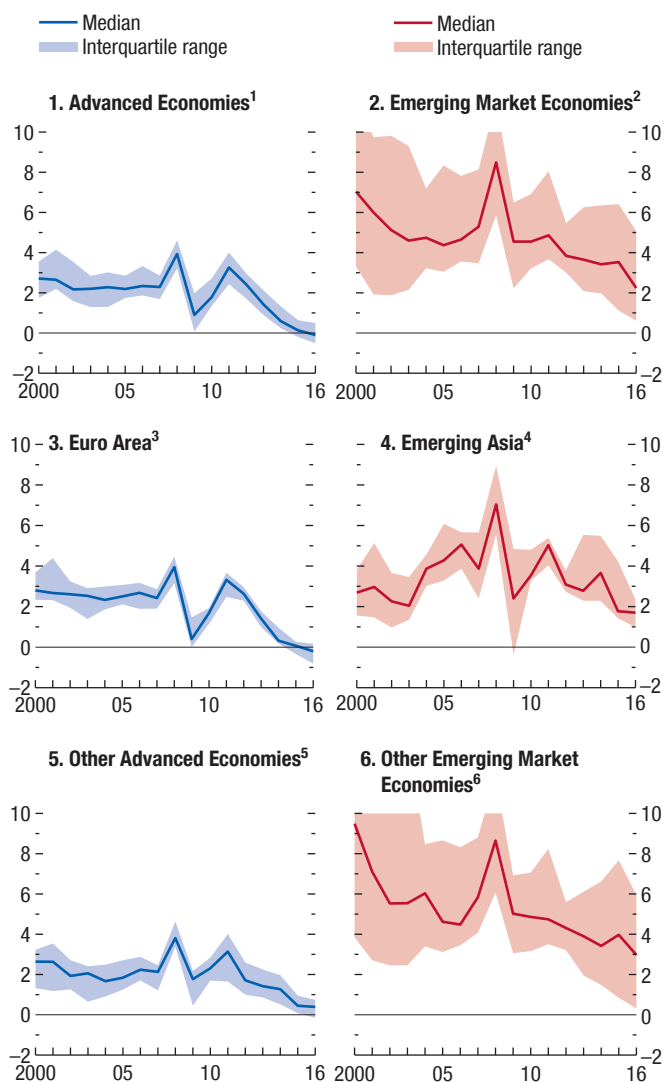 Median
Interquartile range
Median
Interquartile range
1. Advanced Economies¹
2. Emerging Market Economies²
10
8
6
4
2
0
–2
2000 05 10 16
10
8
6
4
2
0
–2
2000 05 10 16
3. Euro Area³
4. Emerging Asia⁴
10
8
6
4
2
0
–2
2000 05 10 16
10
8
6
4
2
0
–2
2000 05 10 16
5. Other Advanced Economies⁵
6. Other Emerging Market
Economies⁶
10
8
6
4
2
0
–2
2000 05 10 16
10
8
6
4
2
0
–2
2000 05 10 16